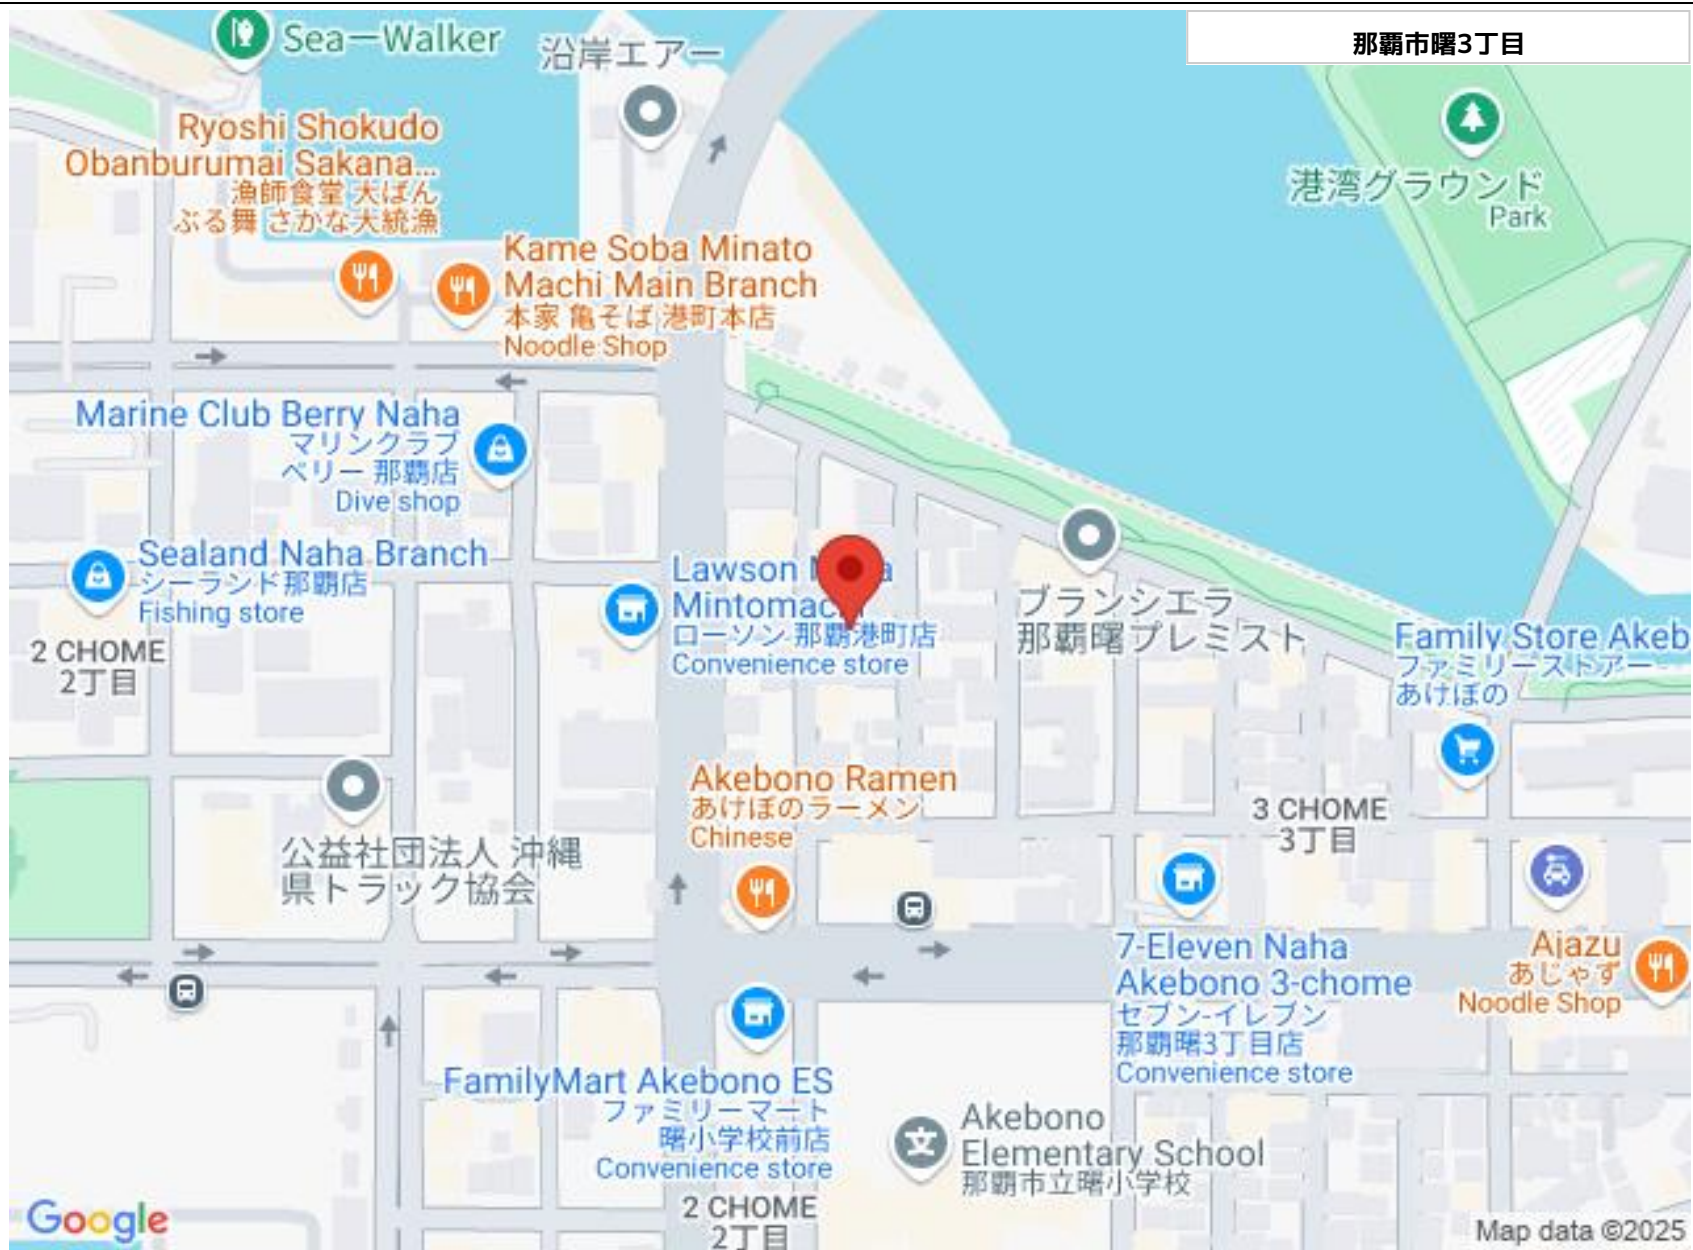 那覇市曙3丁目
Sea－Walker
沿岸エアー
Ryoshi Shokudo
Obanburumai Sakana...
漁師食堂 大ばん
ぶる舞 さかな大統漁
Kame Soba Minato
Machi Main Branch
本家 亀そば 港町本店
Noodle Shop
港湾グラウンド
Park
Marine Club Berry Naha
マリンクラブ
ベリー 那覇店
Dive shop
Sealand Naha Branch
シーランド那覇店
Fishing store
2 CHOME
2丁目
Lawson
Mintomachi
ローソン 那覇港町店
Convenience store
ブランシエラ
那覇曙プレミスト
Family Store Akeb
ファミリーストアー
あけぼの
Akebono Ramen
あけぼのラーメン
Chinese
3 CHOME
3丁目
公益社団法人 沖縄
県トラック協会
7-Eleven Naha
Akebono 3-chome
セブン-イレブン
那覇曙3丁目店
Convenience store
Ajazu
あじゃず
Noodle Shop
FamilyMart Akebono ES
ファミリーマート
曙小学校前店
Convenience store
文
Akebono
Elementary School
那覇市立曙小学校
2 CHOME
2丁目
Google
Map data ©2025